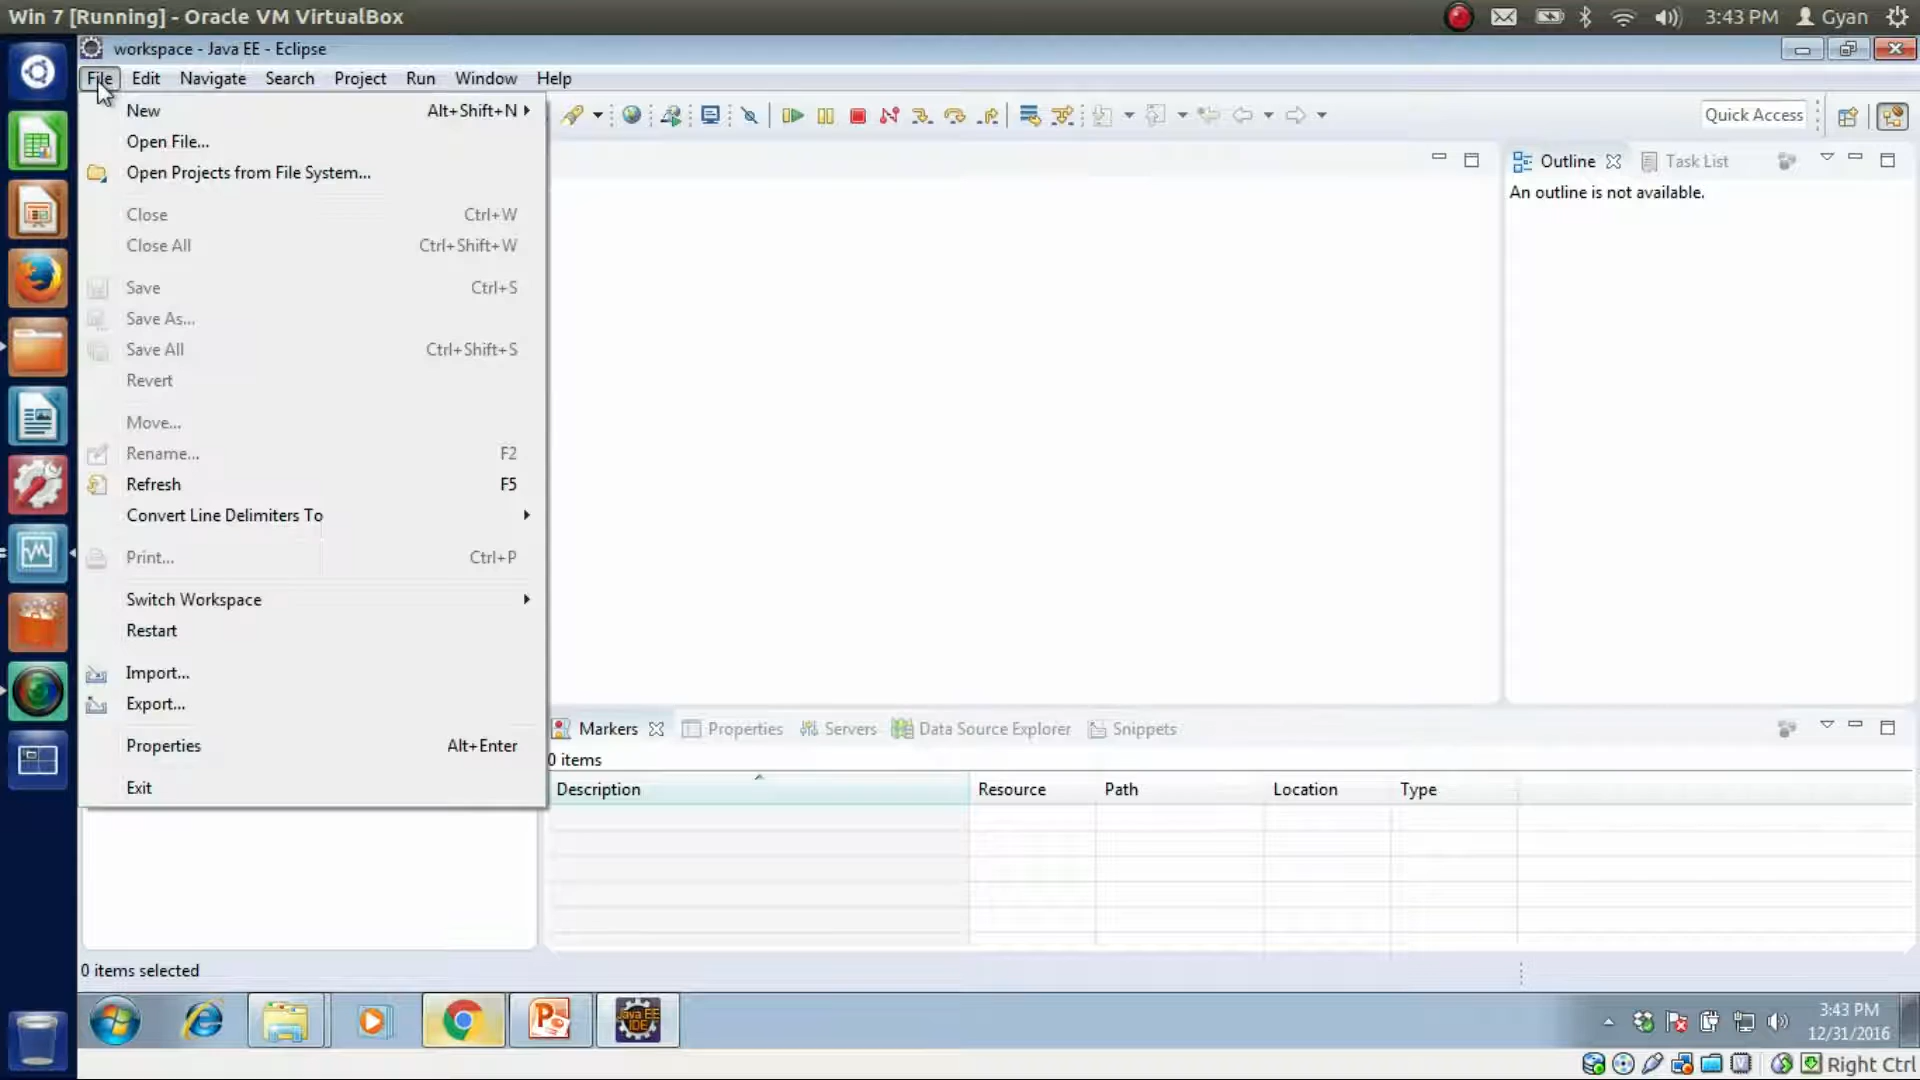 Win 7 [Running] - Oracle VM VirtualBox
3:43 PM Gyan
workspace - Java EE - Eclipse
File Edit Navigate Search Project Run Window Help
New Alt+Shift+N
Open File...
Open Projects from File System...
Close Ctrl+W
Close All Ctrl+Shift+W
Save Ctrl+S
Save As...
Save All Ctrl+Shift+S
Revert
Move...
Rename... F2
Refresh F5
Convert Line Delimiters To
Print... Ctrl+P
Switch Workspace
Restart
Import...
Export...
Properties Alt+Enter
Exit
Quick Access
Outline Task List
An outline is not available.
Markers Properties Servers Data Source Explorer Snippets
0 items
Description Resource Path Location Type
0 items selected
Java EE
IDE
3:43 PM
12/31/2016
Right Ctrl